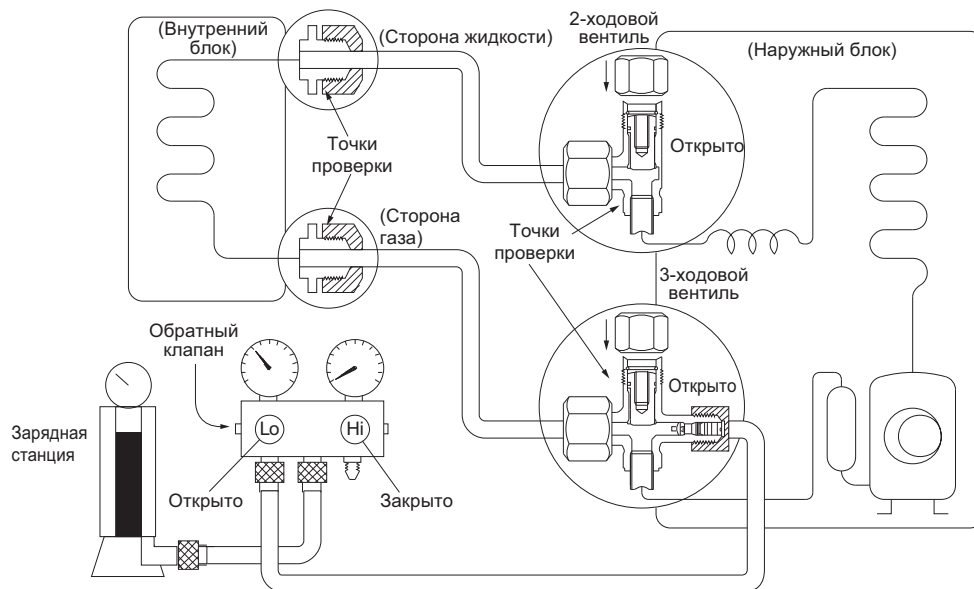 (Внутренний
блок)
(Сторона жидкости)
2-ходовой
вентиль
(Наружный блок)
Открыто
Точки
проверки
(Сторона
газа)
Точки
проверки
3-ходовой
вентиль
Обратный
клапан
Открыто
Зарядная
станция
Lo
Hi
Открыто
Закрыто